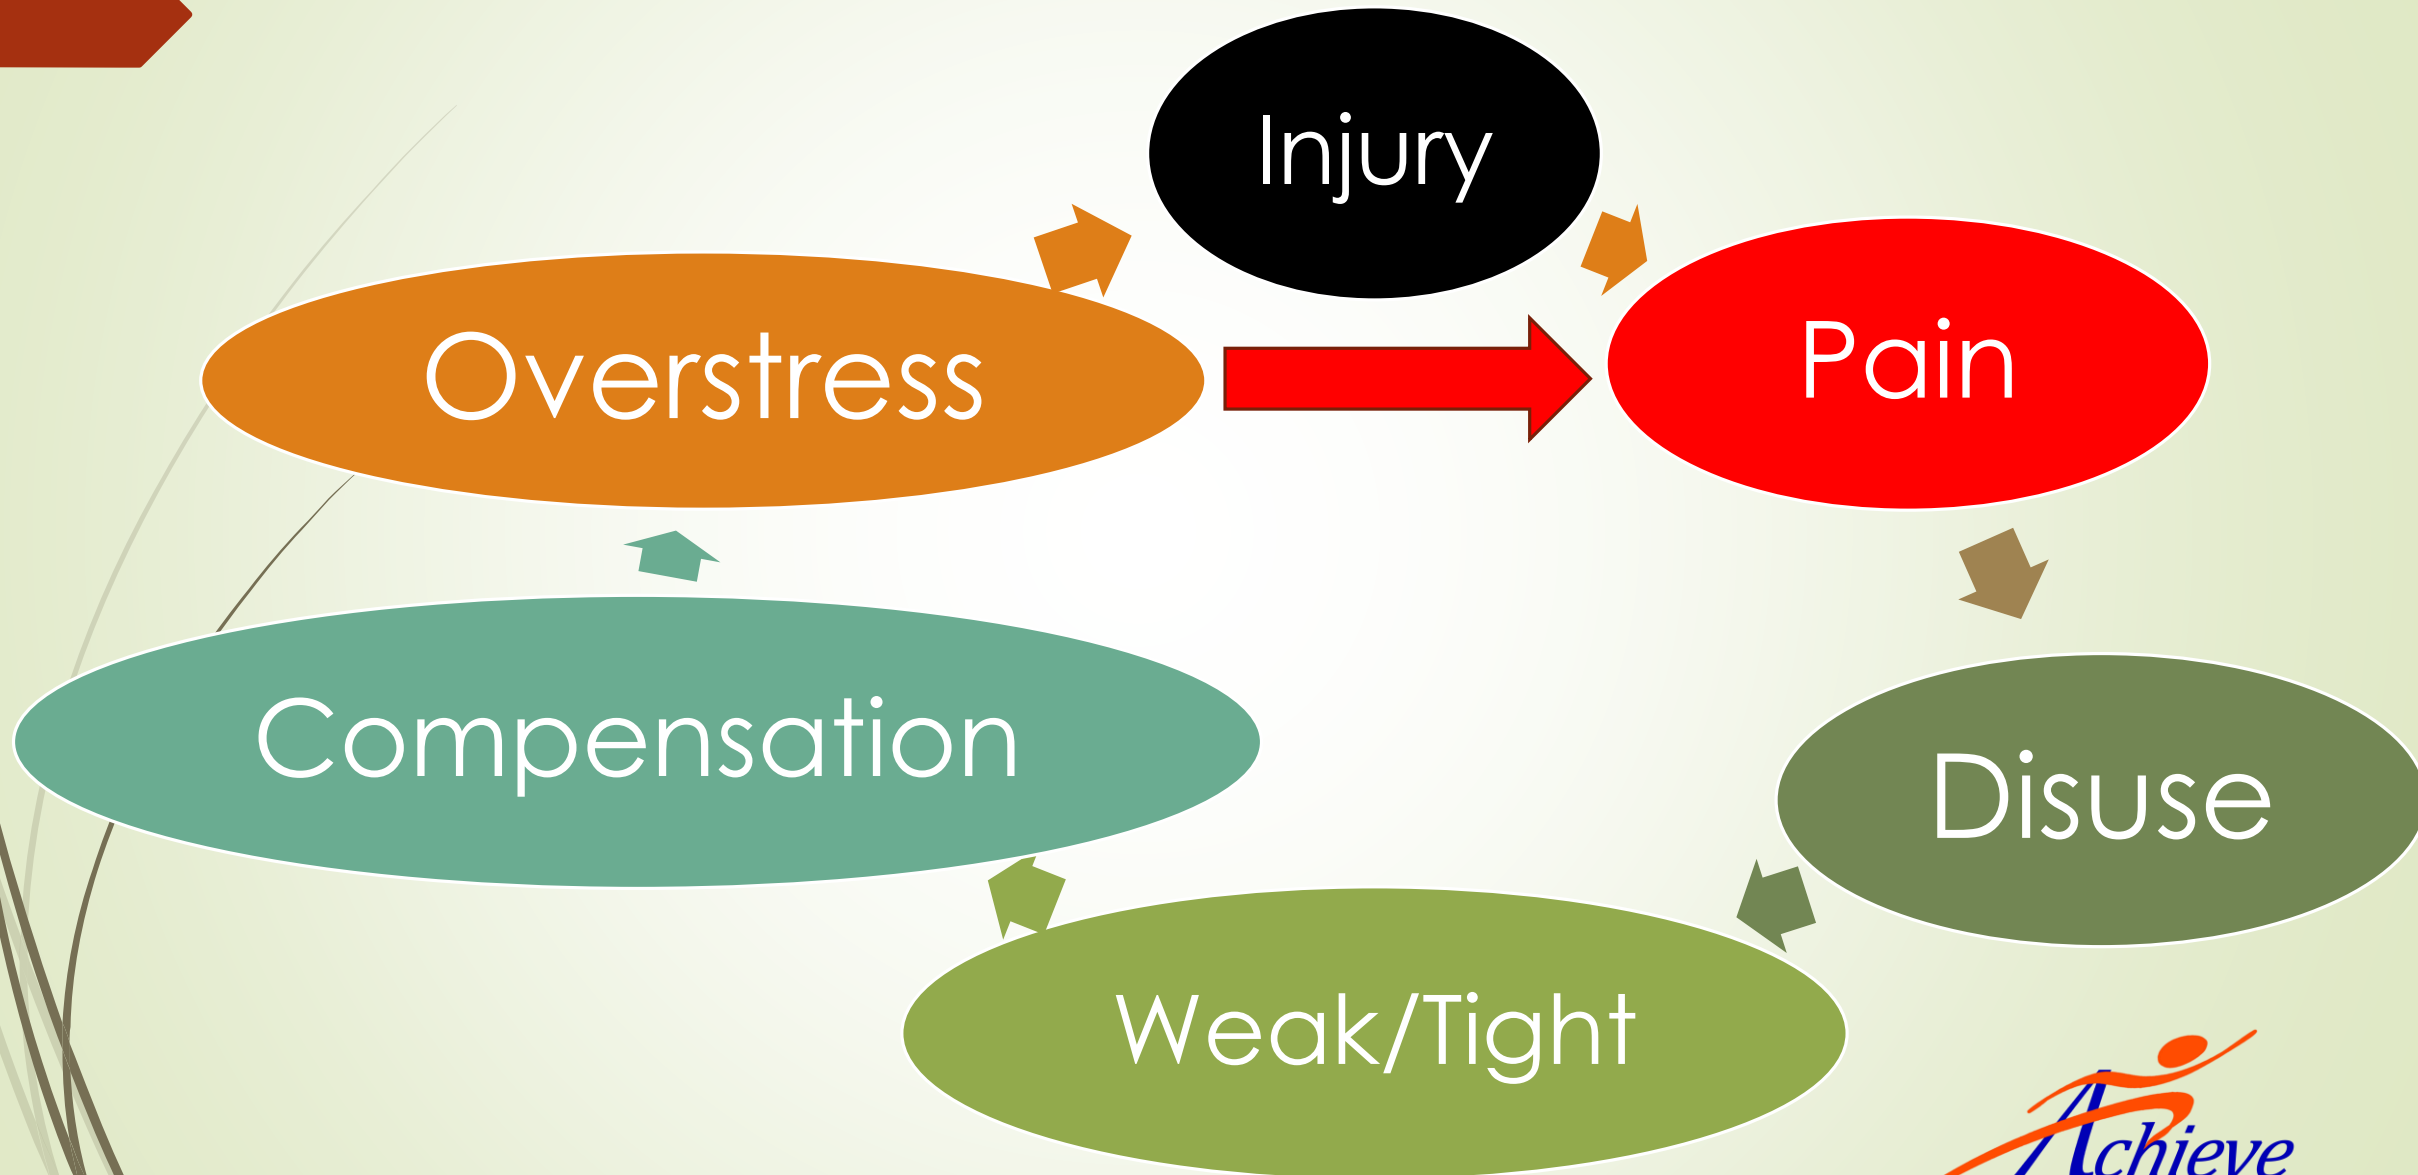 Injury
Pain
Overstress
Compensation
Disuse
Weak/Tight
Achieve